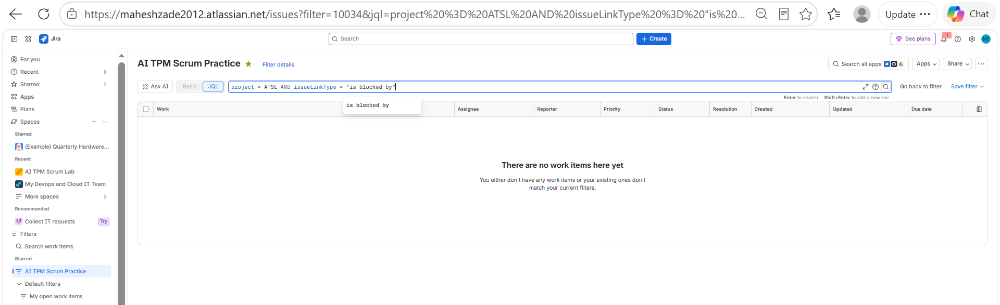 https://maheshzade2012.atlassian.net/issues?filter=10034&jql=project%20%3D%20ATSL%20AND%20issueLinkType%20%3D%20"is%20...
Update
Chat
Jira
Search
+ Create
See plans
1
MZ
For you
Recent
Starred
Apps
Plans
Spaces
Starred
(Example) Quarterly Hardware...
Recent
AI TPM Scrum Lab
My Devops and Cloud IT Team
More spaces
Recommended
Collect IT requests
Try
Filters
Search work items
Starred
AI TPM Scrum Practice
Default filters
My open work items
AI TPM Scrum Practice
Filter details
Search all apps
Apps
Share
Ask AI
Basic
JQL
project = ATSL AND issueLinkType = "is blocked by"
Go back to filter
Save filter
Enter to search Shift+Enter to add a new line
is blocked by
Work
Assignee
Reporter
Priority
Status
Resolution
Created
Updated
Due date
There are no work items here yet
You either don't have any work items or your existing ones don't
match your current filters.